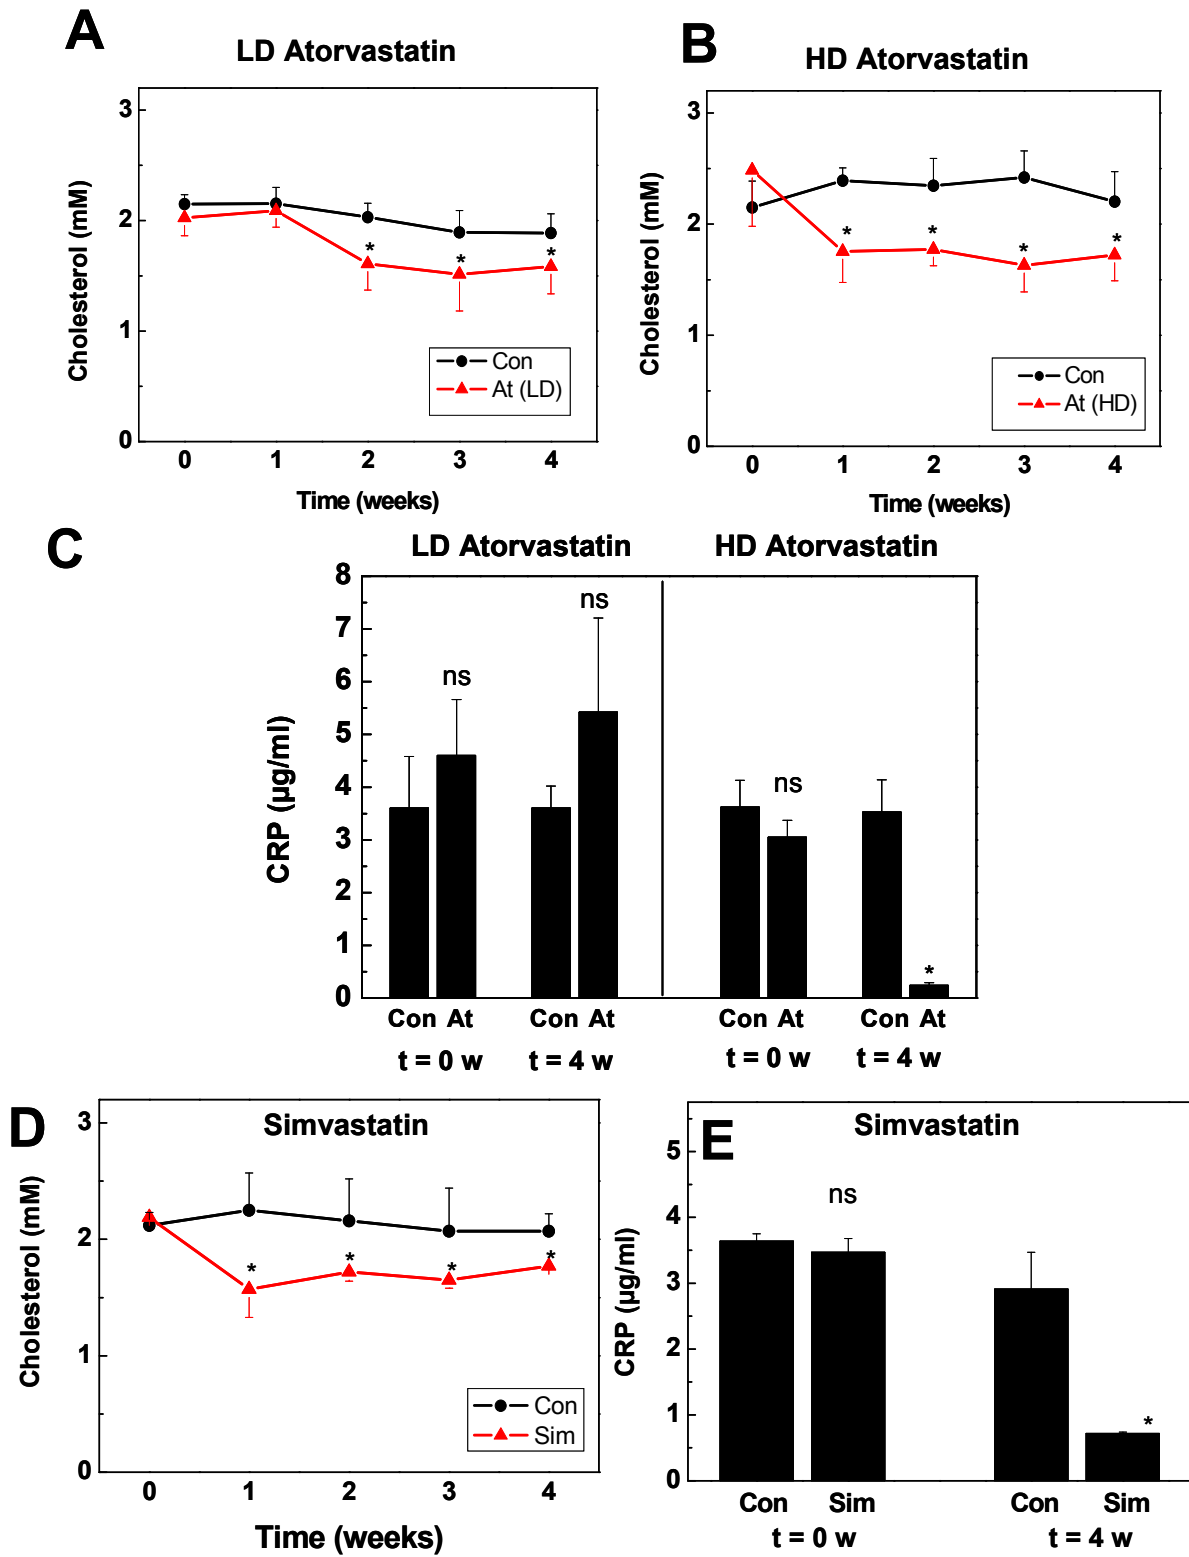 A
LD Atorvastatin
3
2
1
0
Cholesterol (mM)
*
*
*
Con
At (LD)
0 1 2 3 4
Time (weeks)
B
HD Atorvastatin
3
2
1
0
Cholesterol (mM)
*
*
*
*
Con
At (HD)
0 1 2 3 4
Time (weeks)
C
LD Atorvastatin
HD Atorvastatin
8
7
6
5
4
3
2
1
0
CRP (µg/ml)
ns
ns
ns
*
Con At Con At Con At Con At
t = 0 w t = 4 w t = 0 w t = 4 w
D
Simvastatin
3
2
1
0
Cholesterol (mM)
*
*
*
*
Con
Sim
0 1 2 3 4
Time (weeks)
E
Simvastatin
5
4
3
2
1
0
CRP (µg/ml)
ns
*
Con Sim Con Sim
t = 0 w t = 4 w